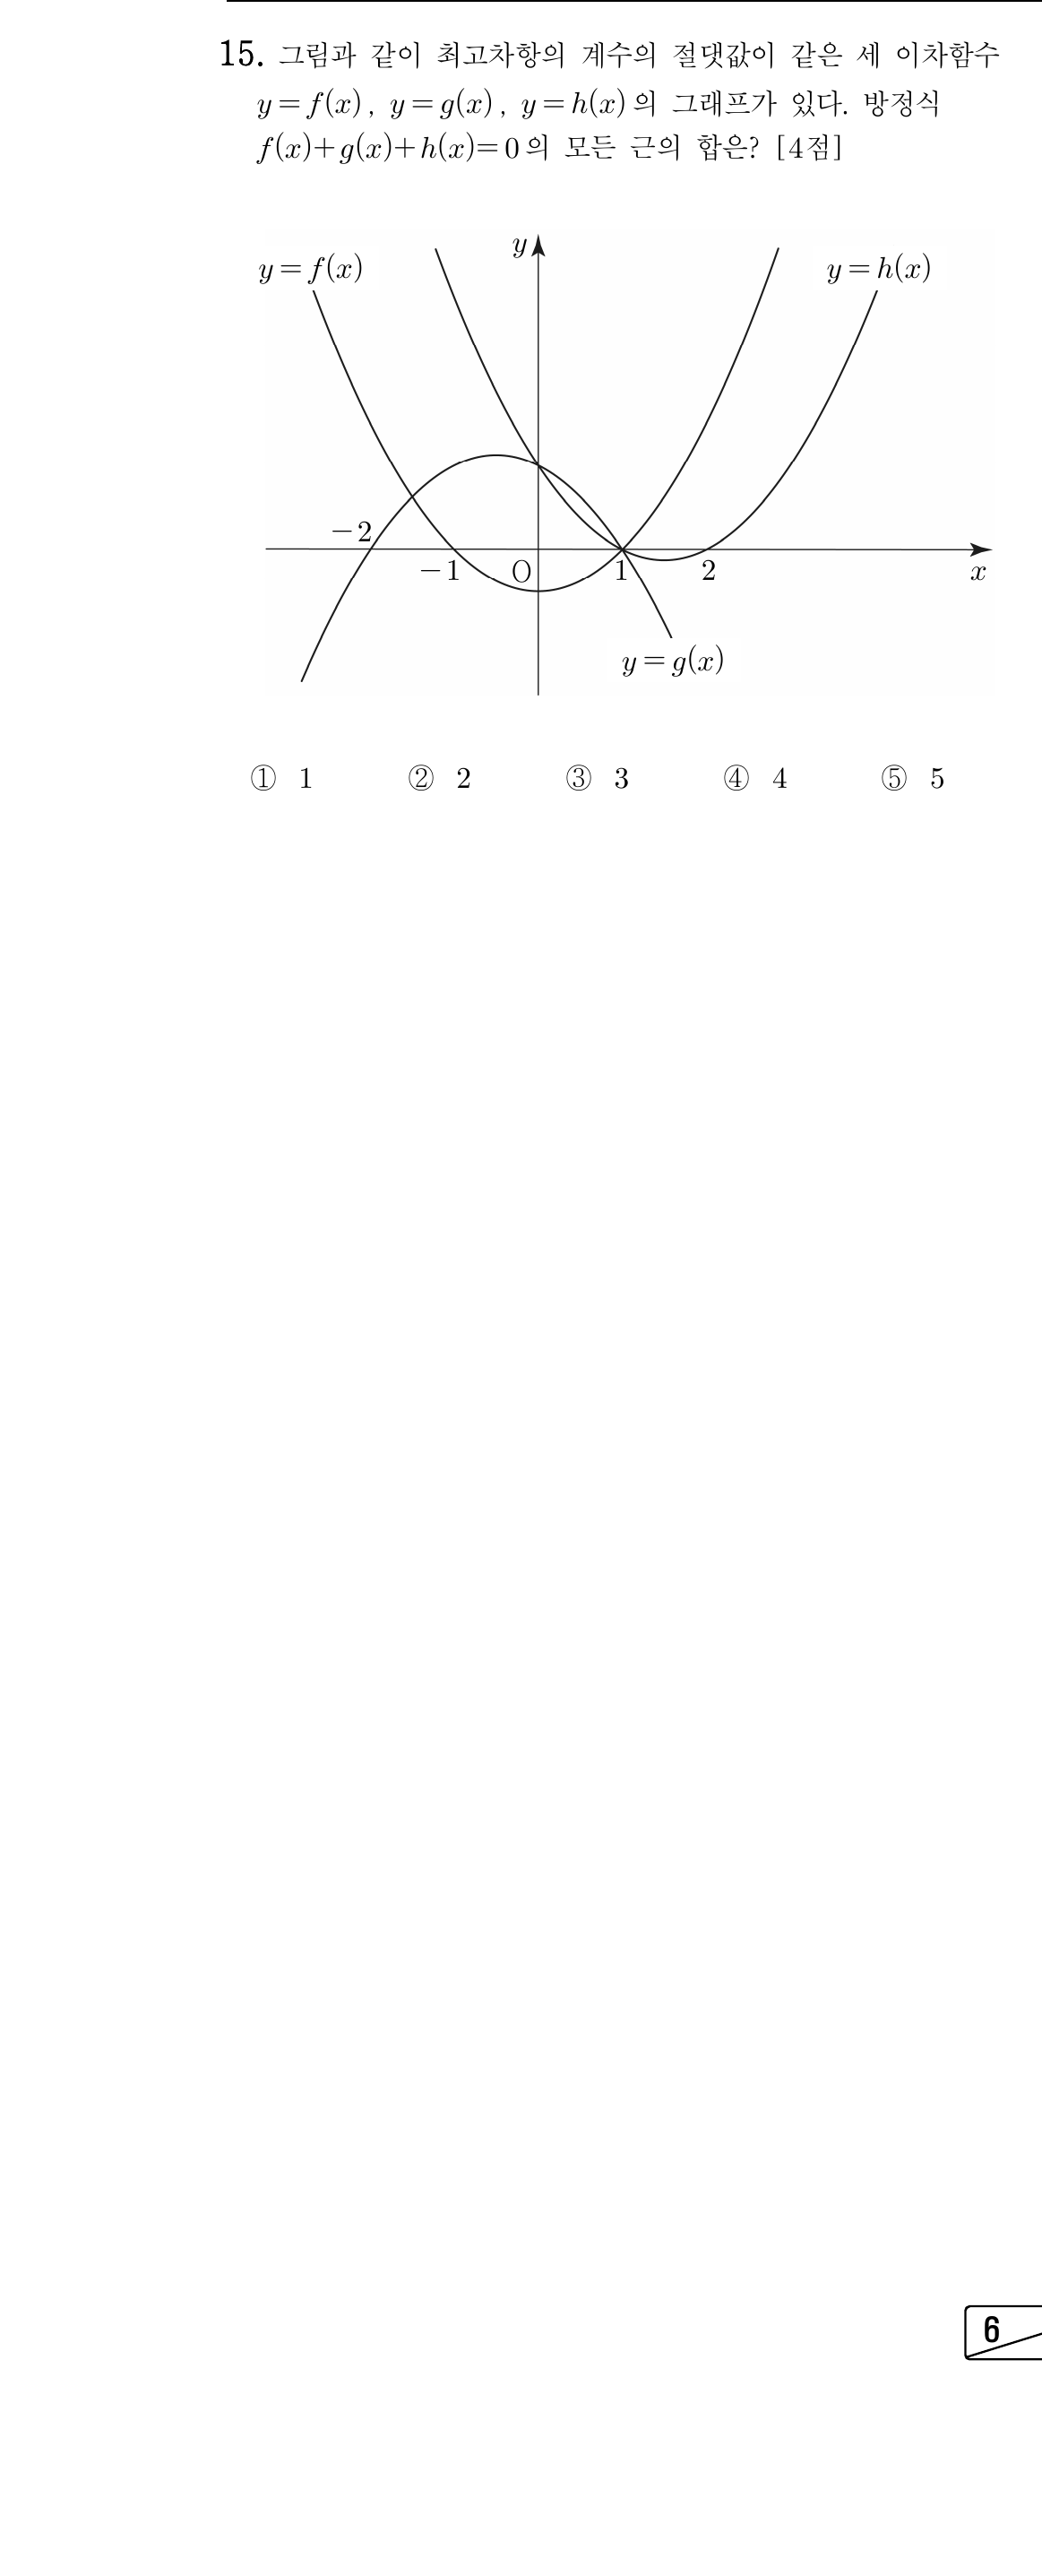 15. 그림과 같이 최고차항의 계수의 절댓값이 같은 세 이차함수
y=f(x), y=g(x), y=h(x)의 그래프가 있다. 방정식
f(x)+g(x)+h(x)=0의 모든 근의 합은? [4점]
y
y=f(x)
y=h(x)
-2
-1
O
1
2
x
y=g(x)
① 1 ② 2 ③ 3 ④ 4 ⑤ 5
6